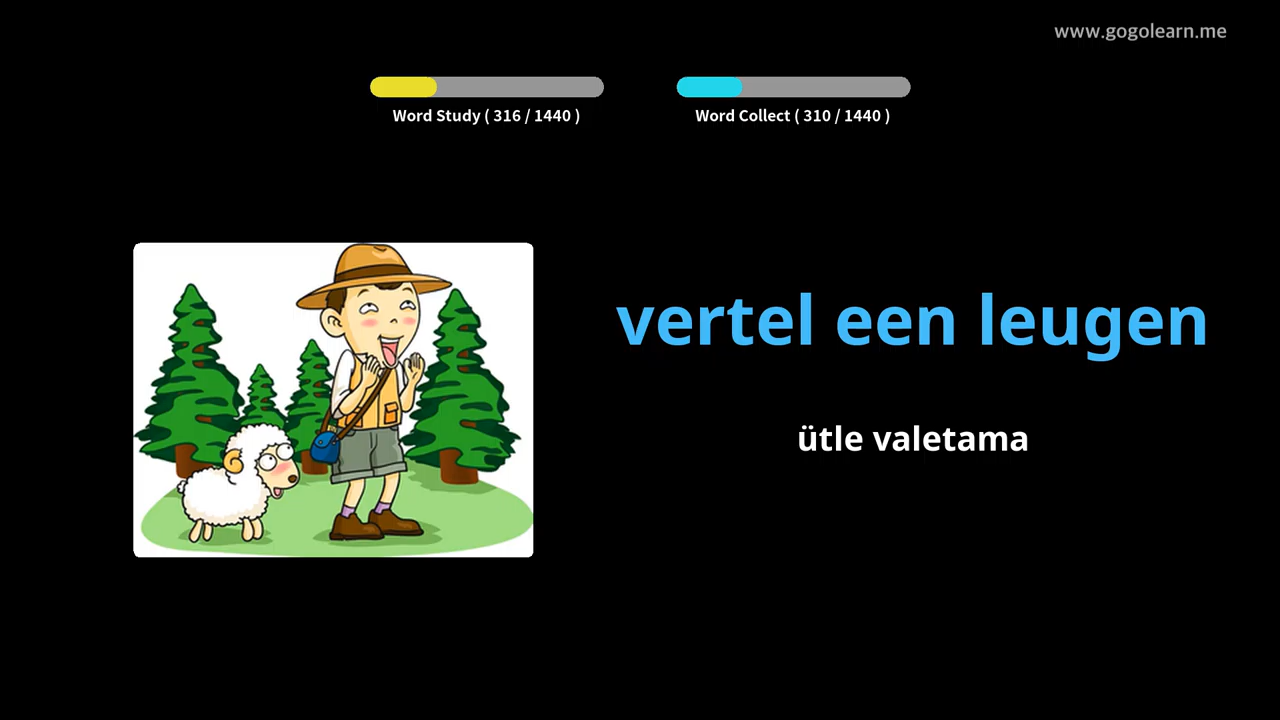 www.gogolearn.me
Word Study ( 316 / 1440 )
Word Collect ( 310 / 1440 )
vertel een leugen
ütle valetama